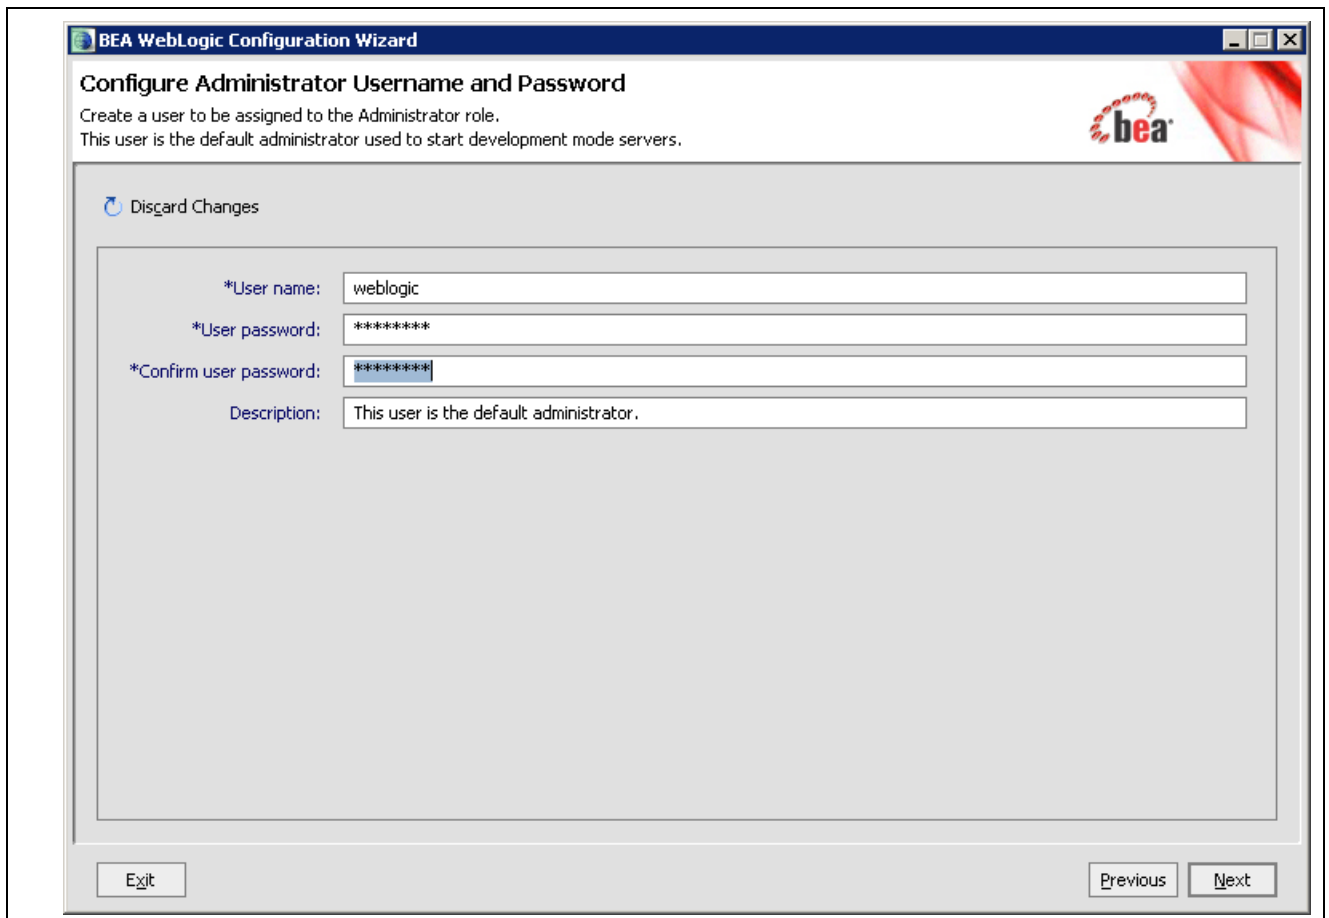 BEA WebLogic Configuration Wizard
Configure Administrator Username and Password
Create a user to be assigned to the Administrator role.
This user is the default administrator used to start development mode servers.
bea
Discard Changes
*User name: weblogic
*User password: ********
*Confirm user password: ********
Description: This user is the default administrator.
Exit Previous Next